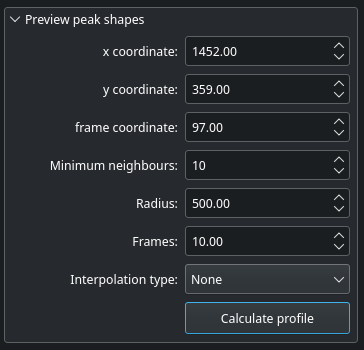 Preview peak shapes
x coordinate: 1452.00
y coordinate: 359.00
frame coordinate: 97.00
Minimum neighbours: 10
Radius: 500.00
Frames: 10.00
Interpolation type: None
Calculate profile